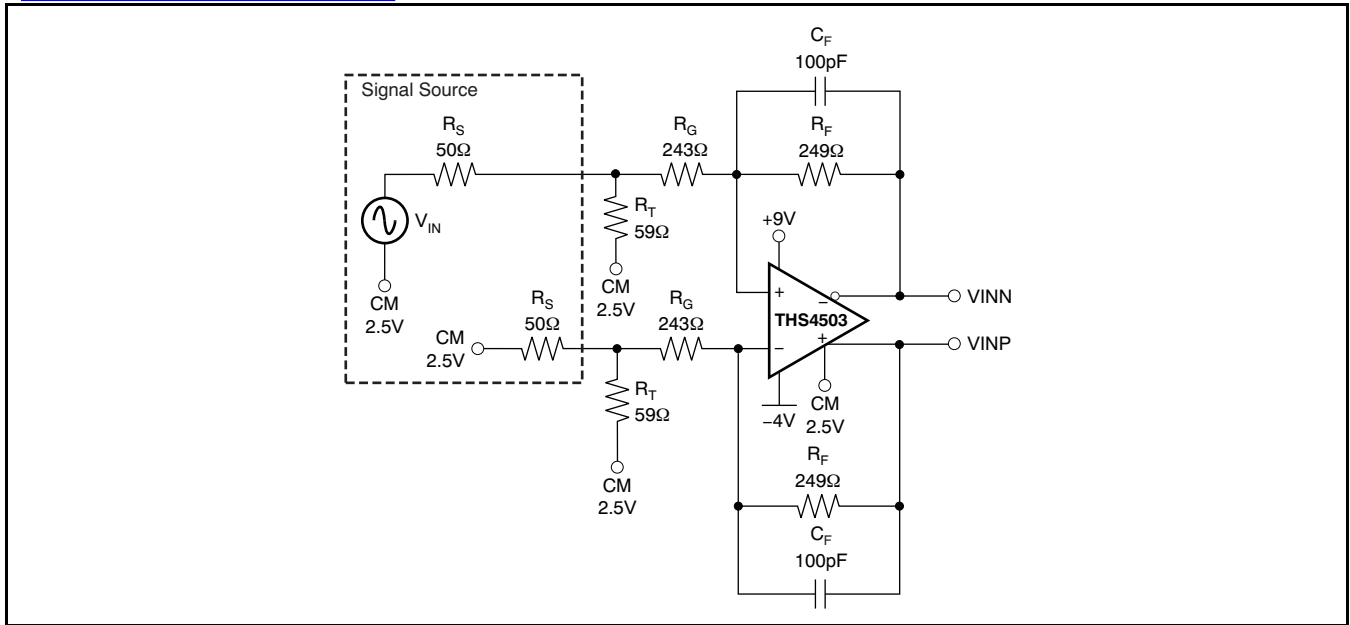 C_F
100pF
Signal Source
R_S
50Ω
R_G
243Ω
R_F
249Ω
V_IN
R_T
59Ω
+9V
CM
2.5V
CM
2.5V
+
−
THS4503
VINN
CM
2.5V
R_S
50Ω
R_G
243Ω
−
+
VINP
R_T
59Ω
−4V
CM
2.5V
CM
2.5V
R_F
249Ω
C_F
100pF